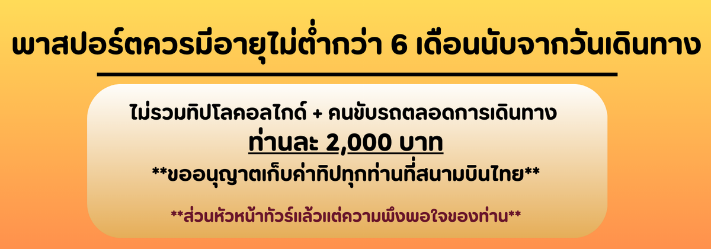 พาสปอร์ตควรมีอายุไม่ต่ำกว่า 6 เดือนนับจากวันเดินทาง
ไม่รวมทิปโลคอลไกด์ + คนขับรถตลอดการเดินทาง
ท่านละ 2,000 บาท
**ขออนุญาตเก็บค่าทิปทุกท่านที่สนามบินไทย**
**ส่วนหัวหน้าทัวร์แล้วแต่ความพึงพอใจของท่าน**